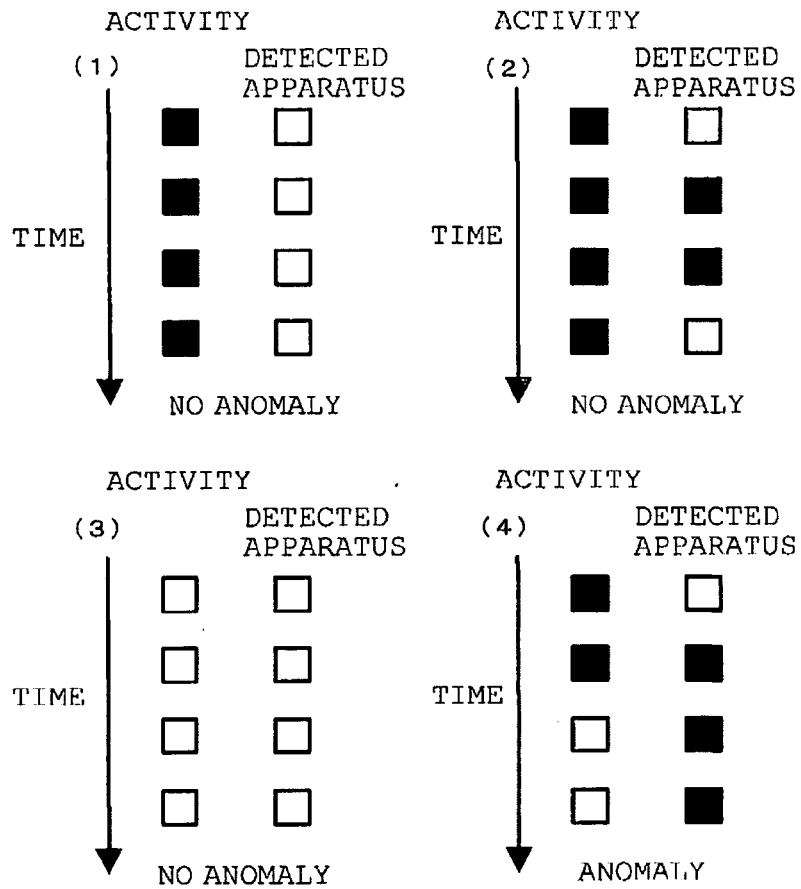 ACTIVITY
(1)
DETECTED
APPARATUS
TIME
NO ANOMALY
ACTIVITY
(2)
DETECTED
APPARATUS
TIME
NO ANOMALY
ACTIVITY
(3)
DETECTED
APPARATUS
TIME
NO ANOMALY
ACTIVITY
(4)
DETECTED
APPARATUS
TIME
ANOMALY